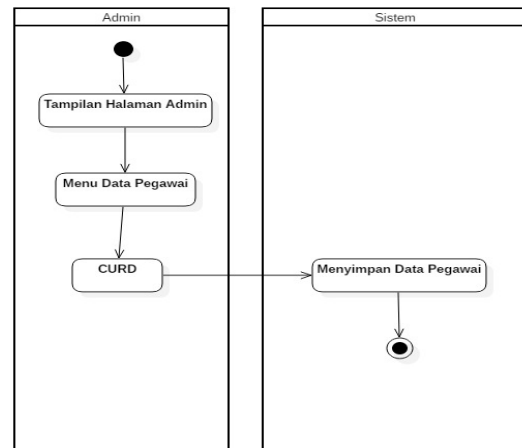 Admin
Sistem
Tampilan Halaman Admin
Menu Data Pegawai
CURD
Menyimpan Data Pegawai